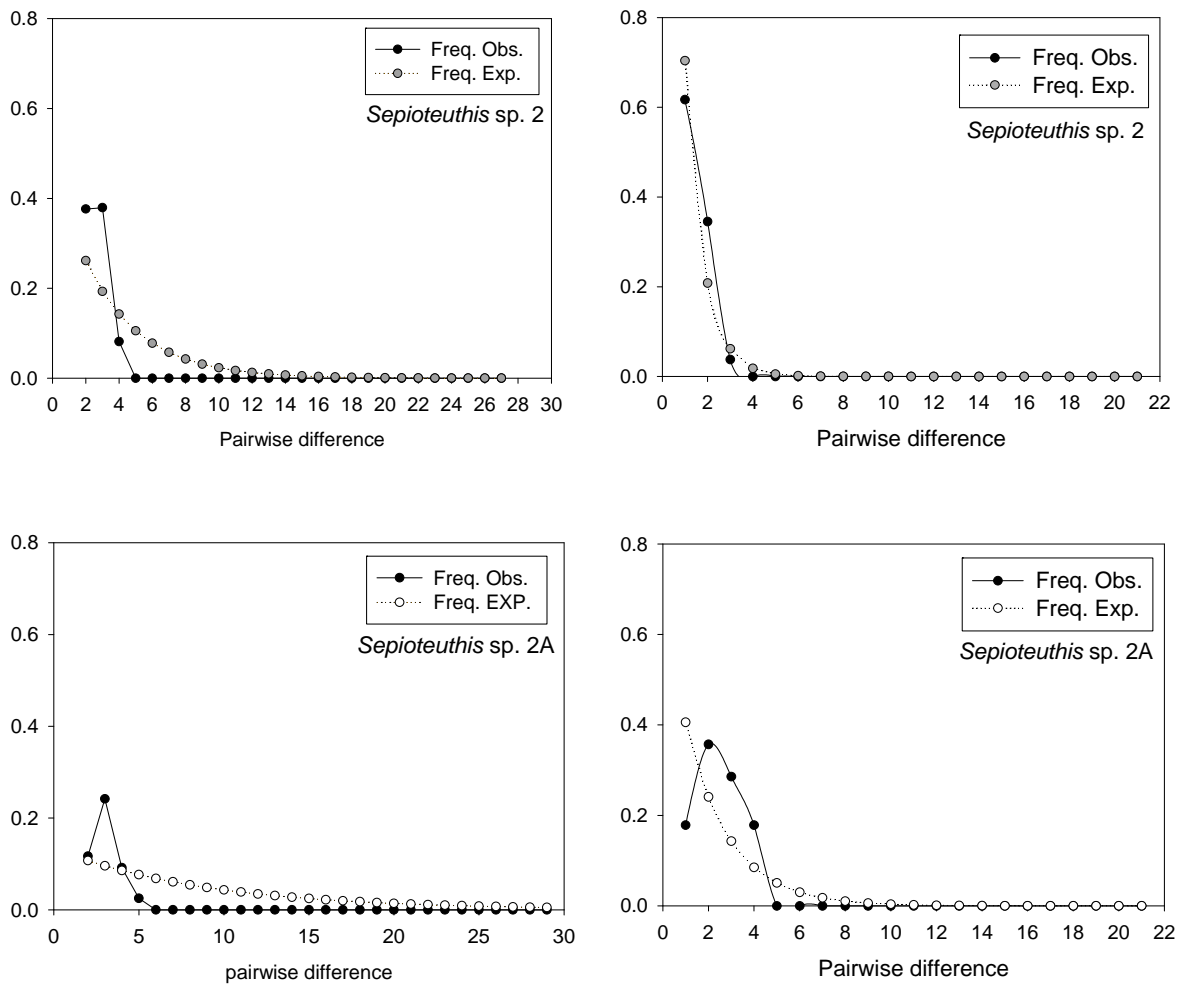 0.8
0.6
0.4
0.2
0.0
Freq. Obs.
Freq. Exp.
Sepioteuthis sp. 2
0 2 4 6 8 10 12 14 16 18 20 22 24 26 28 30
Pairwise difference
0.8
0.6
0.4
0.2
0.0
Freq. Obs.
Freq. Exp.
Sepioteuthis sp. 2
0 2 4 6 8 10 12 14 16 18 20 22
Pairwise difference
0.8
0.6
0.4
0.2
0.0
Freq. Obs.
Freq. EXP.
Sepioteuthis sp. 2A
0 5 10 15 20 25 30
pairwise difference
0.8
0.6
0.4
0.2
0.0
Freq. Obs.
Freq. Exp.
Sepioteuthis sp. 2A
0 2 4 6 8 10 12 14 16 18 20 22
Pairwise difference